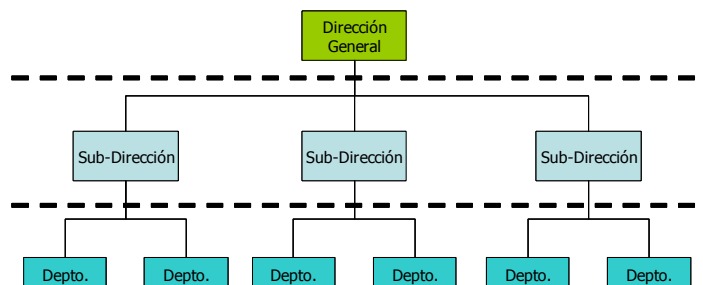 Dirección
General
Sub-Dirección
Sub-Dirección
Sub-Dirección
Depto.
Depto.
Depto.
Depto.
Depto.
Depto.